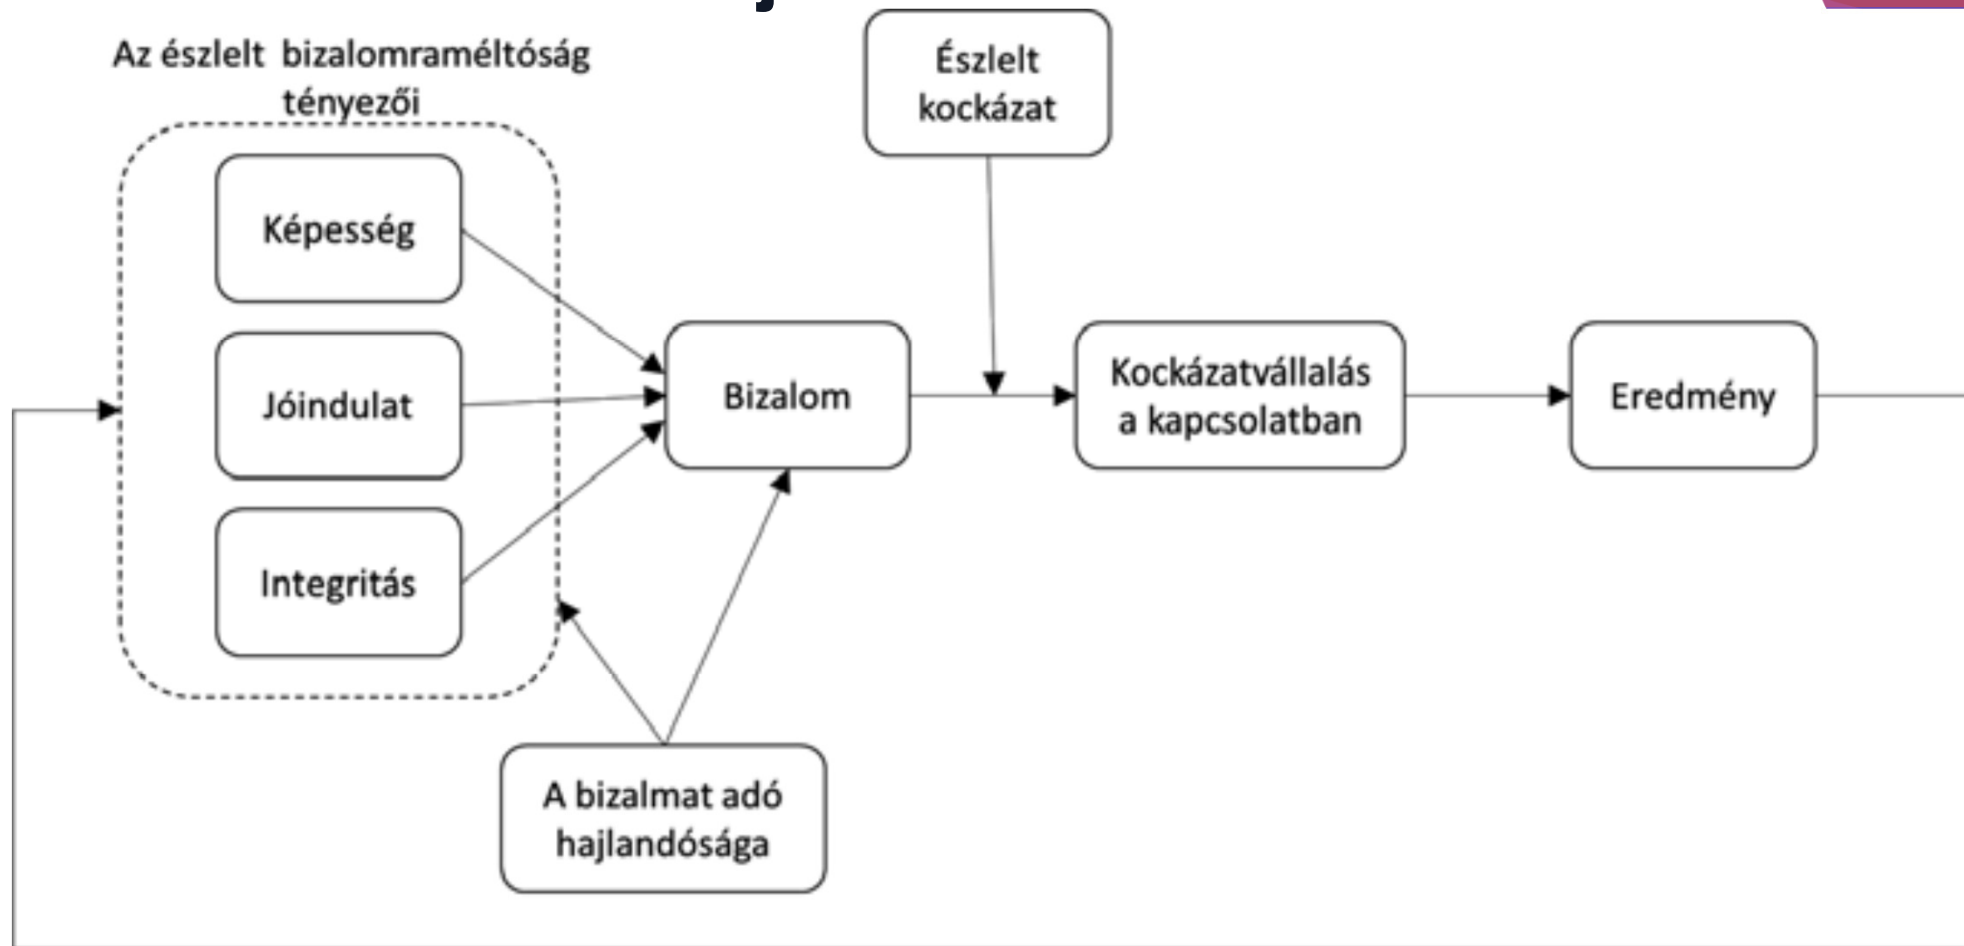 Az észlelt bizalomraméltóság
tényezői
Észlelt
kockázat
Képesség
Jóindulat
Integritás
Bizalom
Kockázatvállalás
a kapcsolatban
Eredmény
A bizalmat adó
hajlandósága